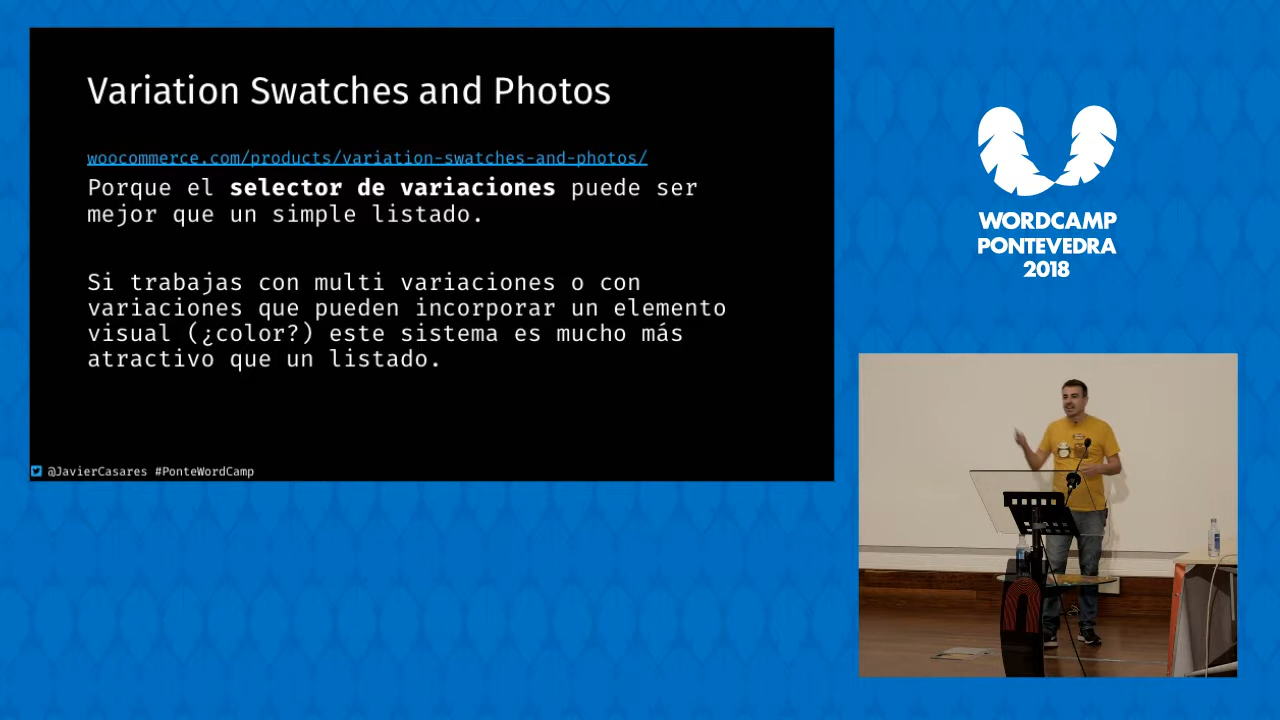 Variation Swatches and Photos
woocommerce.com/products/variation-swatches-and-photos/
Porque el selector de variaciones puede ser
mejor que un simple listado.
Si trabajas con multi variaciones o con
variaciones que pueden incorporar un elemento
visual (¿color?) este sistema es mucho más
atractivo que un listado.
@JavierCasares #PonteWordCamp
WORDCAMP
PONTEVEDRA
2018